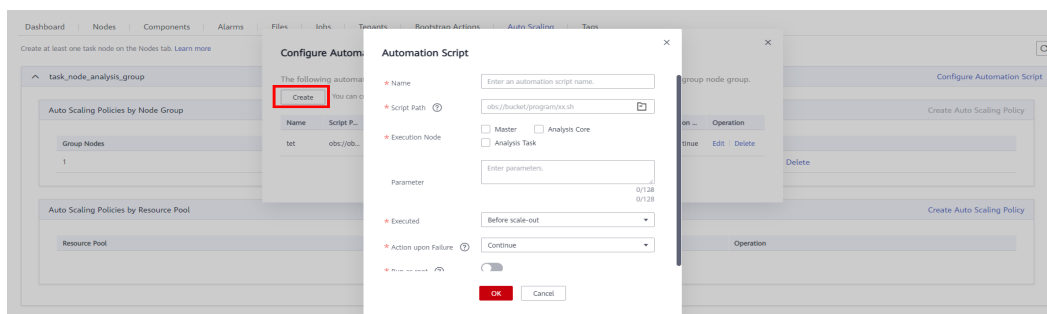 Dashboard Nodes Components Alarms Files Jobs Tenants Bootstrap Actions Auto Scaling Tags
Create at least one task node on the Nodes tab. Learn more
task_node_analysis_group
Configure Automation Script
Auto Scaling Policies by Node Group
Create Auto Scaling Policy
Group Nodes
1
Delete
Auto Scaling Policies by Resource Pool
Create Auto Scaling Policy
Resource Pool
Operation
Configure Automa
The following automat
group node group.
Create
You can c
Name Script P... on ... Operation
tet obs://ob... tinue Edit Delete
Automation Script
* Name
Enter an automation script name.
* Script Path
obs://bucket/program/xx.sh
* Execution Node
Master Analysis Core
Analysis Task
Parameter
Enter parameters.
0/128
0/128
* Executed
Before scale-out
* Action upon Failure
Continue
* Run as root
OK Cancel